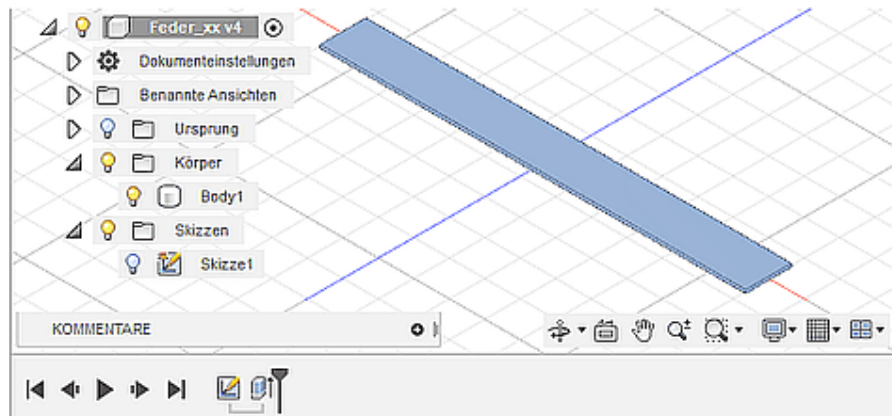 Feder_xx v4
Dokumenteinstellungen
Benannte Ansichten
Ursprung
Körper
Body1
Skizzen
Skizze1
KOMMENTARE